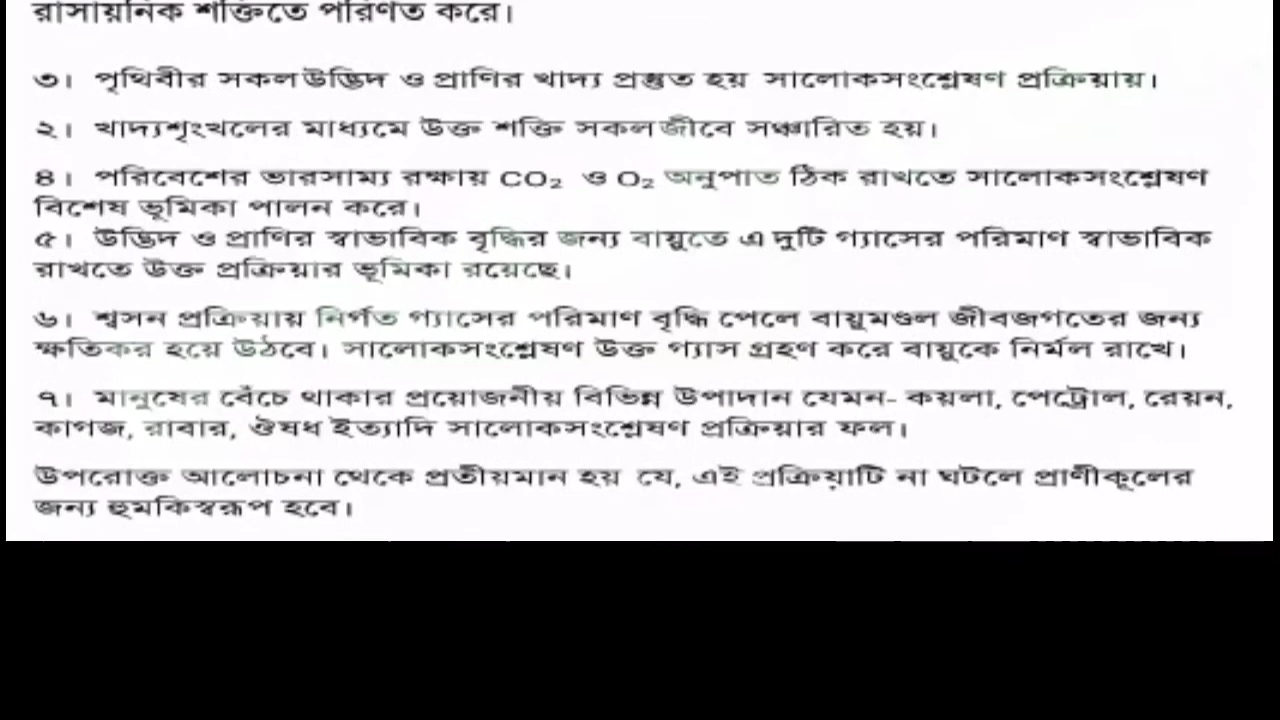 রাসায়নিক শক্তিতে পরিণত করে।
৩। পৃথিবীর সকল উদ্ভিদ ও প্রাণির খাদ্য প্রস্তুত হয় সালোকসংশ্লেষণ প্রক্রিয়ায়।
২। খাদ্যশৃংখলের মাধ্যমে উক্ত শক্তি সকল জীবে সঞ্চারিত হয়।
৪। পরিবেশের ভারসাম্য রক্ষায় CO₂ ও O₂ অনুপাত ঠিক রাখতে সালোকসংশ্লেষণ
বিশেষ ভূমিকা পালন করে।
৫। উদ্ভিদ ও প্রাণির স্বাভাবিক বৃদ্ধির জন্য বায়ুতে এ দুটি গ্যাসের পরিমাণ স্বাভাবিক
রাখতে উক্ত প্রক্রিয়ার ভূমিকা রয়েছে।
৬। শ্বসন প্রক্রিয়ায় নির্গত গ্যাসের পরিমাণ বৃদ্ধি পেলে বায়ুমণ্ডল জীবজগতের জন্য
ক্ষতিকর হয়ে উঠবে। সালোকসংশ্লেষণ উক্ত গ্যাস গ্রহণ করে বায়ুকে নির্মল রাখে।
৭। মানুষের বেঁচে থাকার প্রয়োজনীয় বিভিন্ন উপাদান যেমন- কয়লা, পেট্রোল, রেয়ন,
কাগজ, রাবার, ঔষধ ইত্যাদি সালোকসংশ্লেষণ প্রক্রিয়ার ফল।
উপরোক্ত আলোচনা থেকে প্রতীয়মান হয় যে, এই প্রক্রিয়াটি না ঘটলে প্রাণীকূলের
জন্য হুমকিস্বরূপ হবে।